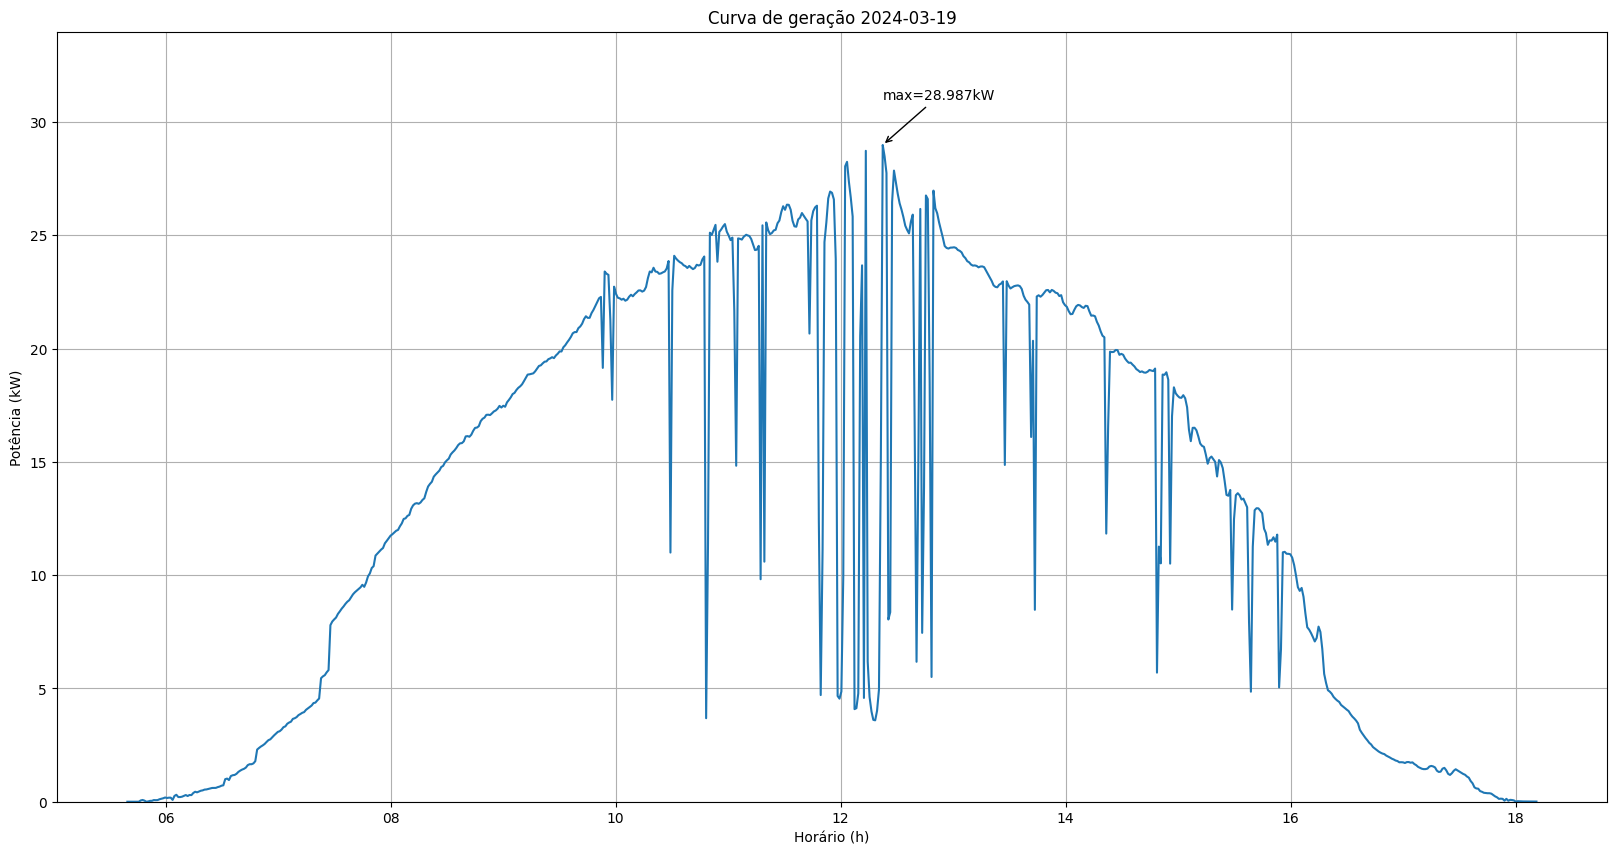 Curva de geração 2024-03-19
max=28.987kW
Potência (kW)
30
25
20
15
10
5
0
06 08 10 12 14 16 18
Horário (h)